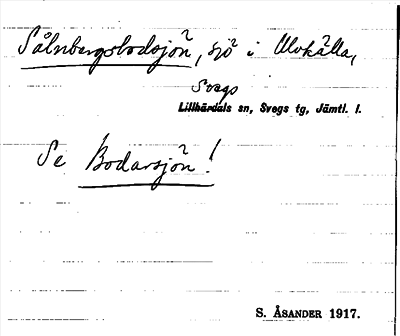 Sålnbergsbodsjön, sjö i Ulvkälla,
Svegs
Lillhärdals sn, Svegs tg, Jämtl. l.
Se Bodarsjön!
S. ÅSANDER 1917.